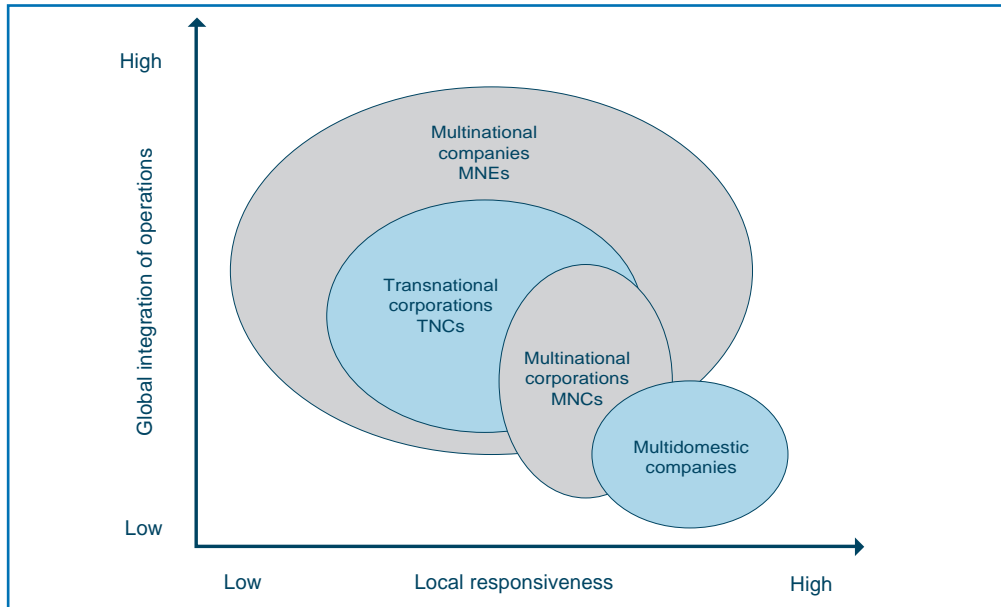 High
Global integration of operations
Multinational
companies
MNEs
Transnational
corporations
TNCs
Multinational
corporations
MNCs
Multidomestic
companies
Low
Low
Local responsiveness
High